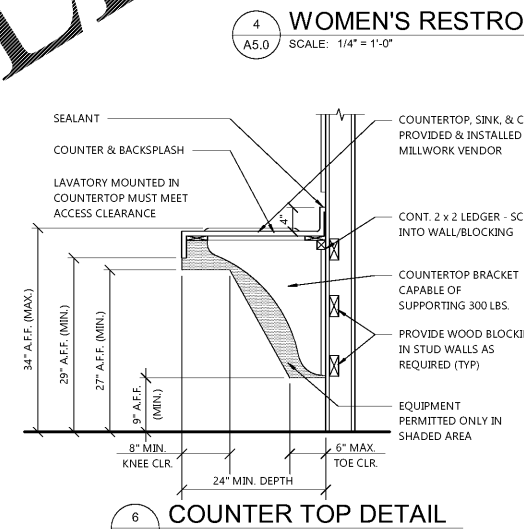 4
A5.0
WOMEN'S RESTRO
SCALE: 1/4" = 1'-0"
SEALANT
COUNTER & BACKSPLASH
LAVATORY MOUNTED IN
COUNTERTOP MUST MEET
ACCESS CLEARANCE
4"
COUNTERTOP, SINK, & C
PROVIDED & INSTALLED
MILLWORK VENDOR
CONT. 2 x 2 LEDGER - SC
INTO WALL/BLOCKING
COUNTERTOP BRACKET
CAPABLE OF
SUPPORTING 300 LBS.
PROVIDE WOOD BLOCKI
IN STUD WALLS AS
REQUIRED (TYP)
EQUIPMENT
PERMITTED ONLY IN
SHADED AREA
34" A.F.F. (MAX.)
29" A.F.F. (MIN.)
27" A.F.F. (MIN.)
9" A.F.F.
(MIN.)
8" MIN.
KNEE CLR.
6" MAX.
TOE CLR.
24" MIN. DEPTH
6
COUNTER TOP DETAIL